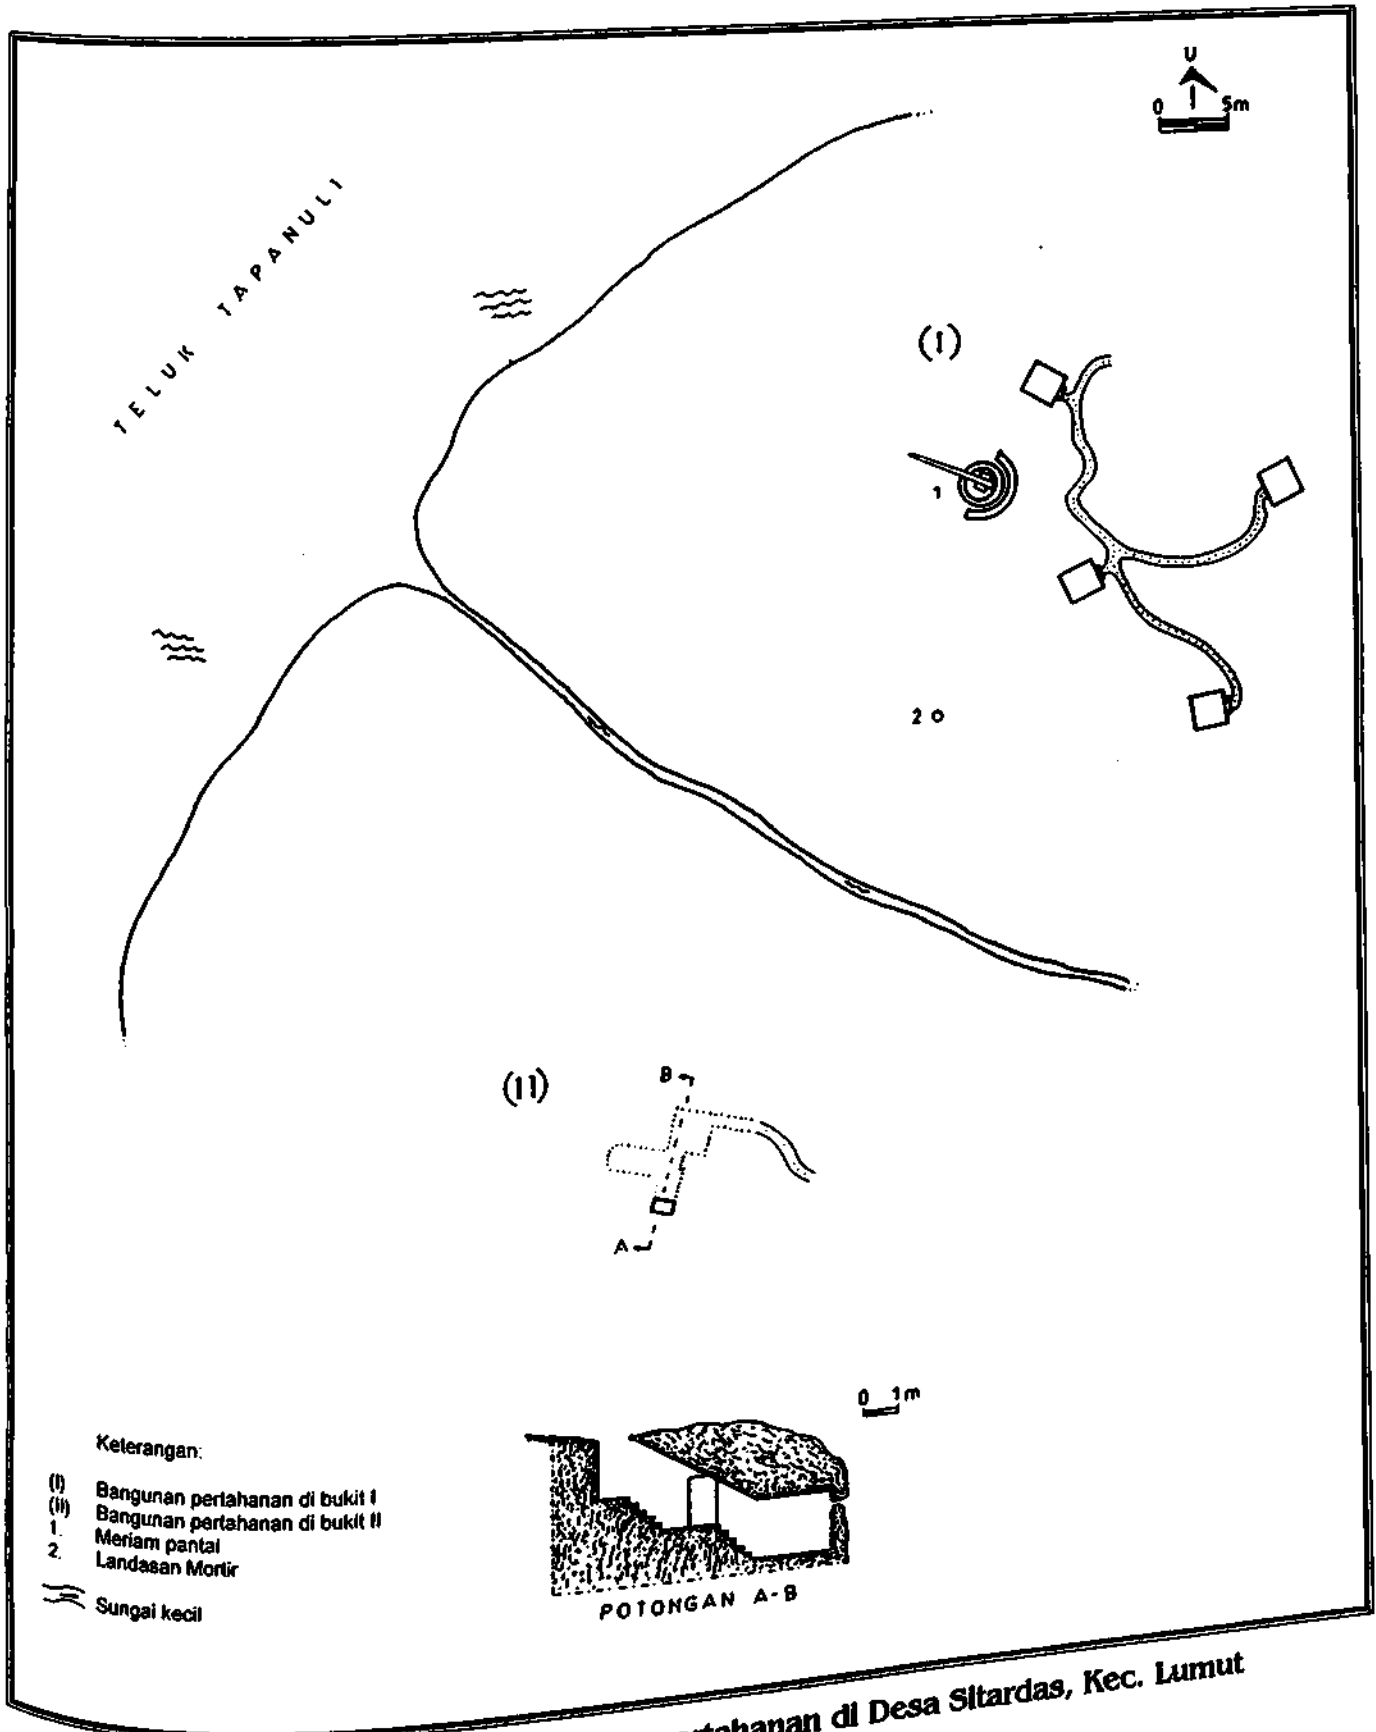 U
0 5m
TELUK TAPANULI
(I)
1
2
(II)
B
A
0 1m
Keterangan:
(I) Bangunan pertahanan di bukit I
(II) Bangunan pertahanan di bukit II
1. Meriam pantai
2. Landasan Mortir
Sungai kecil
POTONGAN A-B
di Desa Sitardas, Kec. Lumut